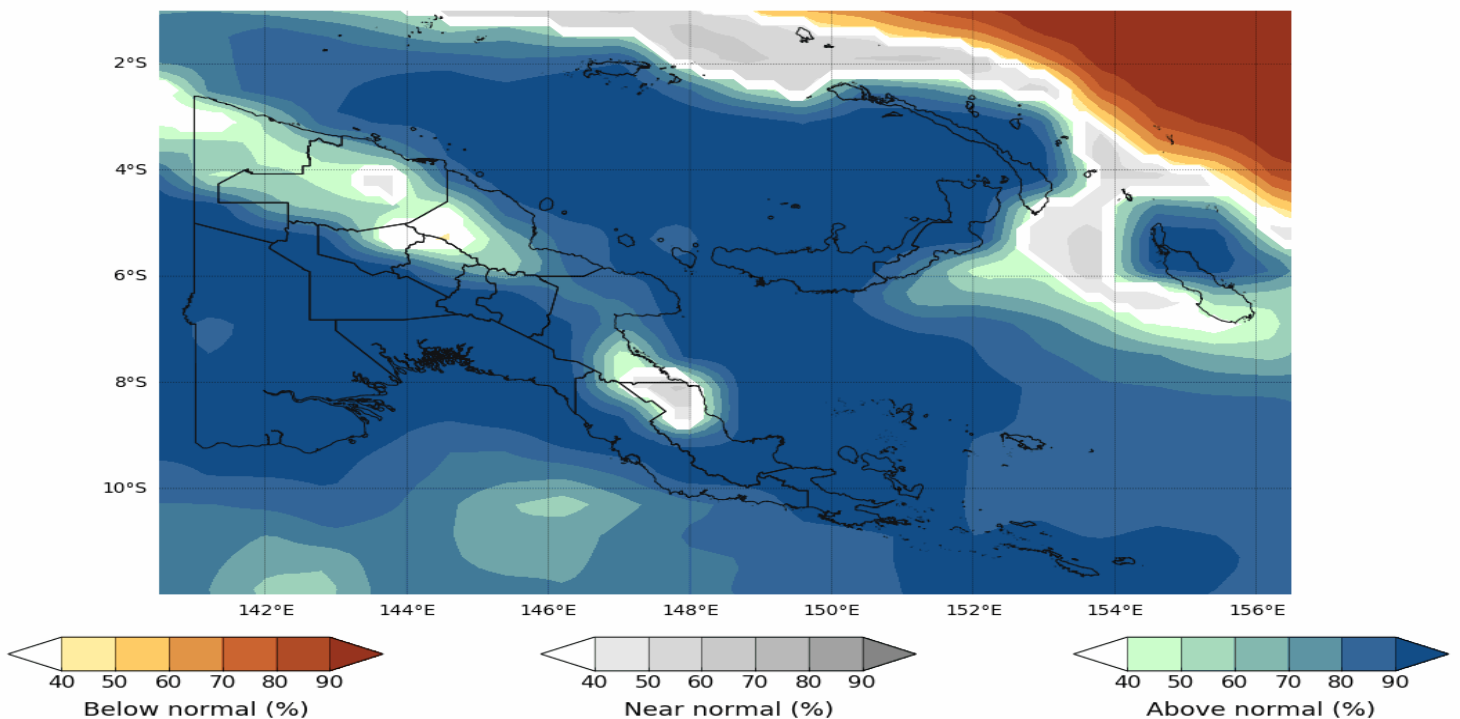 2°S
4°S
6°S
8°S
10°S
142°E 144°E 146°E 148°E 150°E 152°E 154°E 156°E
40 50 60 70 80 90 40 50 60 70 80 90 40 50 60 70 80 90
Below normal (%) Near normal (%) Above normal (%)